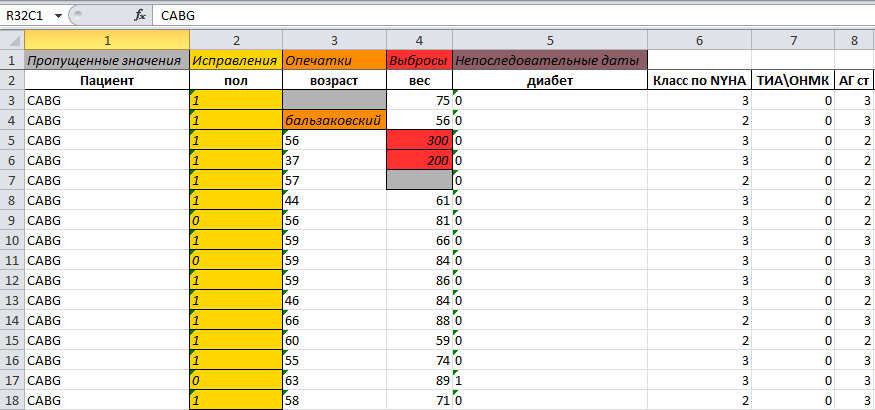 R32C1 fx CABG
1 2 3 4 5 6 7 8
1 Пропущенные значения Исправления Опечатки Выбросы Непоследовательные даты
2 Пациент пол возраст вес диабет Класс по NYHA ТИА\ОНМК АГ ст
3 CABG 1 75 0 3 0 3
4 CABG 1 бальзаковский 56 0 2 0 3
5 CABG 1 56 300 0 3 0 2
6 CABG 1 37 200 0 3 0 2
7 CABG 1 57 0 2 0 2
8 CABG 1 44 61 0 3 0 2
9 CABG 0 56 81 0 3 0 2
10 CABG 1 59 66 0 3 0 3
11 CABG 0 59 84 0 3 0 3
12 CABG 1 59 86 0 3 0 3
13 CABG 1 46 84 0 3 0 2
14 CABG 1 66 88 0 2 0 3
15 CABG 1 60 59 0 2 0 2
16 CABG 1 55 74 0 3 0 3
17 CABG 0 63 89 1 3 0 3
18 CABG 1 58 71 0 2 0 3